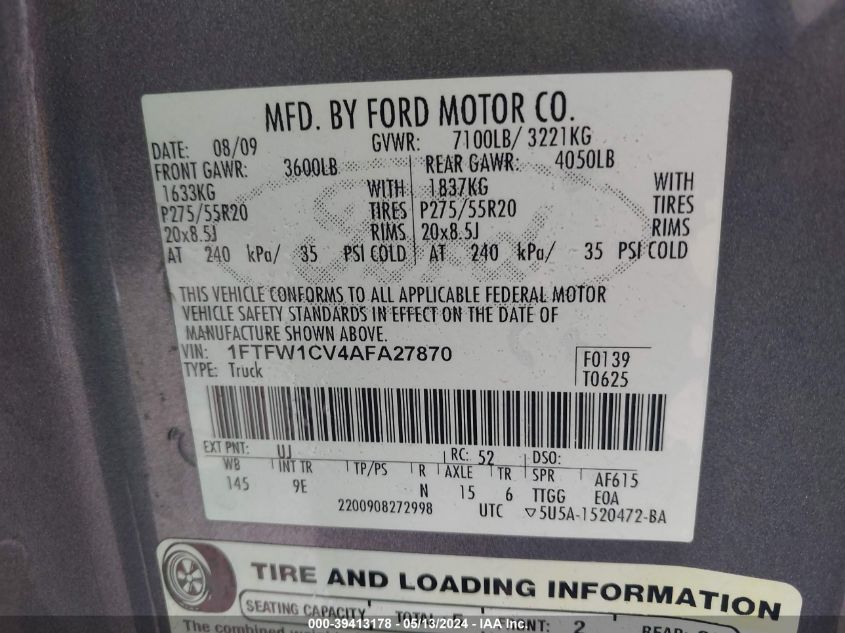 MFD. BY FORD MOTOR CO.
DATE: 08/09 GVWR: 7100LB/ 3221KG
FRONT GAWR: 3600LB REAR GAWR: 4050LB
1633KG WITH 1837KG WITH
P275/55R20 TIRES P275/55R20 TIRES
20x8.5J RIMS 20x8.5J RIMS
AT 240 kPa/ 35 PSI COLD AT 240 kPa/ 35 PSI COLD
THIS VEHICLE CONFORMS TO ALL APPLICABLE FEDERAL MOTOR
VEHICLE SAFETY STANDARDS IN EFFECT ON THE DATE OF
MANUFACTURE SHOWN ABOVE.
VIN: 1FTFW1CV4AFA27870 F0139
TYPE: Truck T0625
EXT PNT: UJ RC: 52 DSO:
WB INT TR TP/PS R AXLE TR SPR AF615
145 9E N 15 6 TTGG E0A
2200908272998 UTC ▽5U5A-1520472-BA
TIRE AND LOADING INFORMATION
SEATING CAPACITY TOTAL 2
The combined
000-39413178 - 05/13/2024 - IAA Inc.